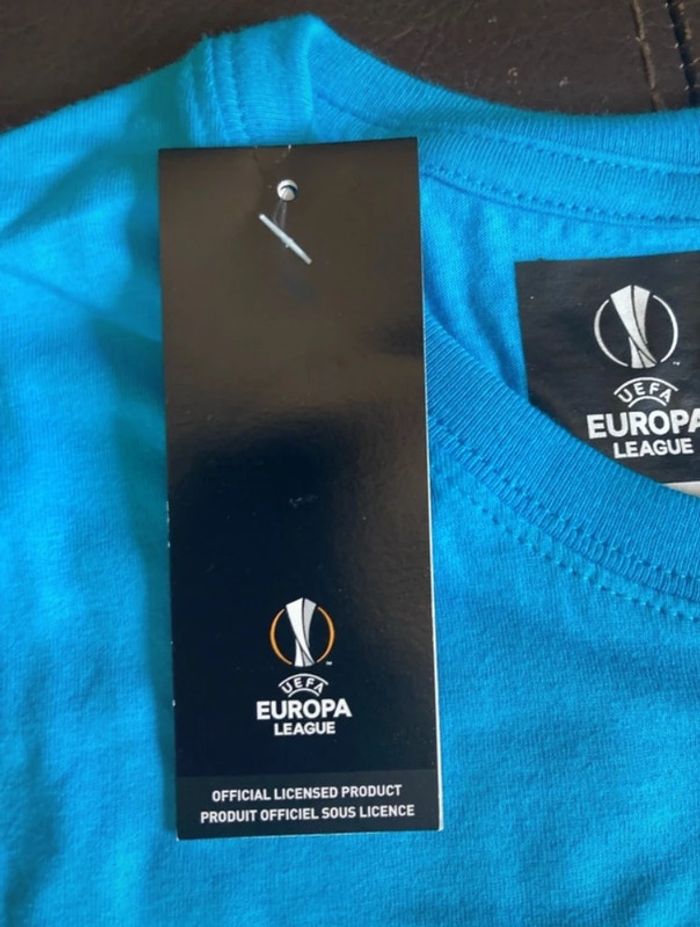 UEFA
EUROPA
LEAGUE
UEFA
EUROPA
LEAGUE
OFFICIAL LICENSED PRODUCT
PRODUIT OFFICIEL SOUS LICENCE